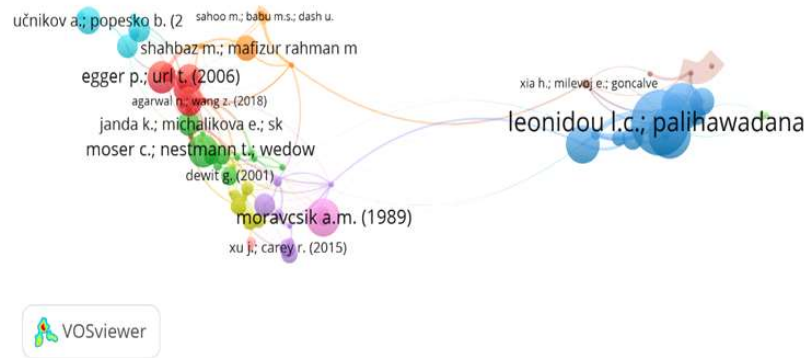 učnikov a.; popesko b. (2
sahoo m.; babu m.s.; dash u.
shahbaz m.; mafizur rahman m
egger p.; url t. (2006)
xia h.; milevoj e.; goncalve
agarwal n.; wang z. (2018)
leonidou l.c.; palihawadana
janda k.; michalikova e.; sk
moser c.; nestmann t.; wedow
dewit g. (2001)
moravcsik a.m. (1989)
xu j.; carey r. (2015)
VOSviewer